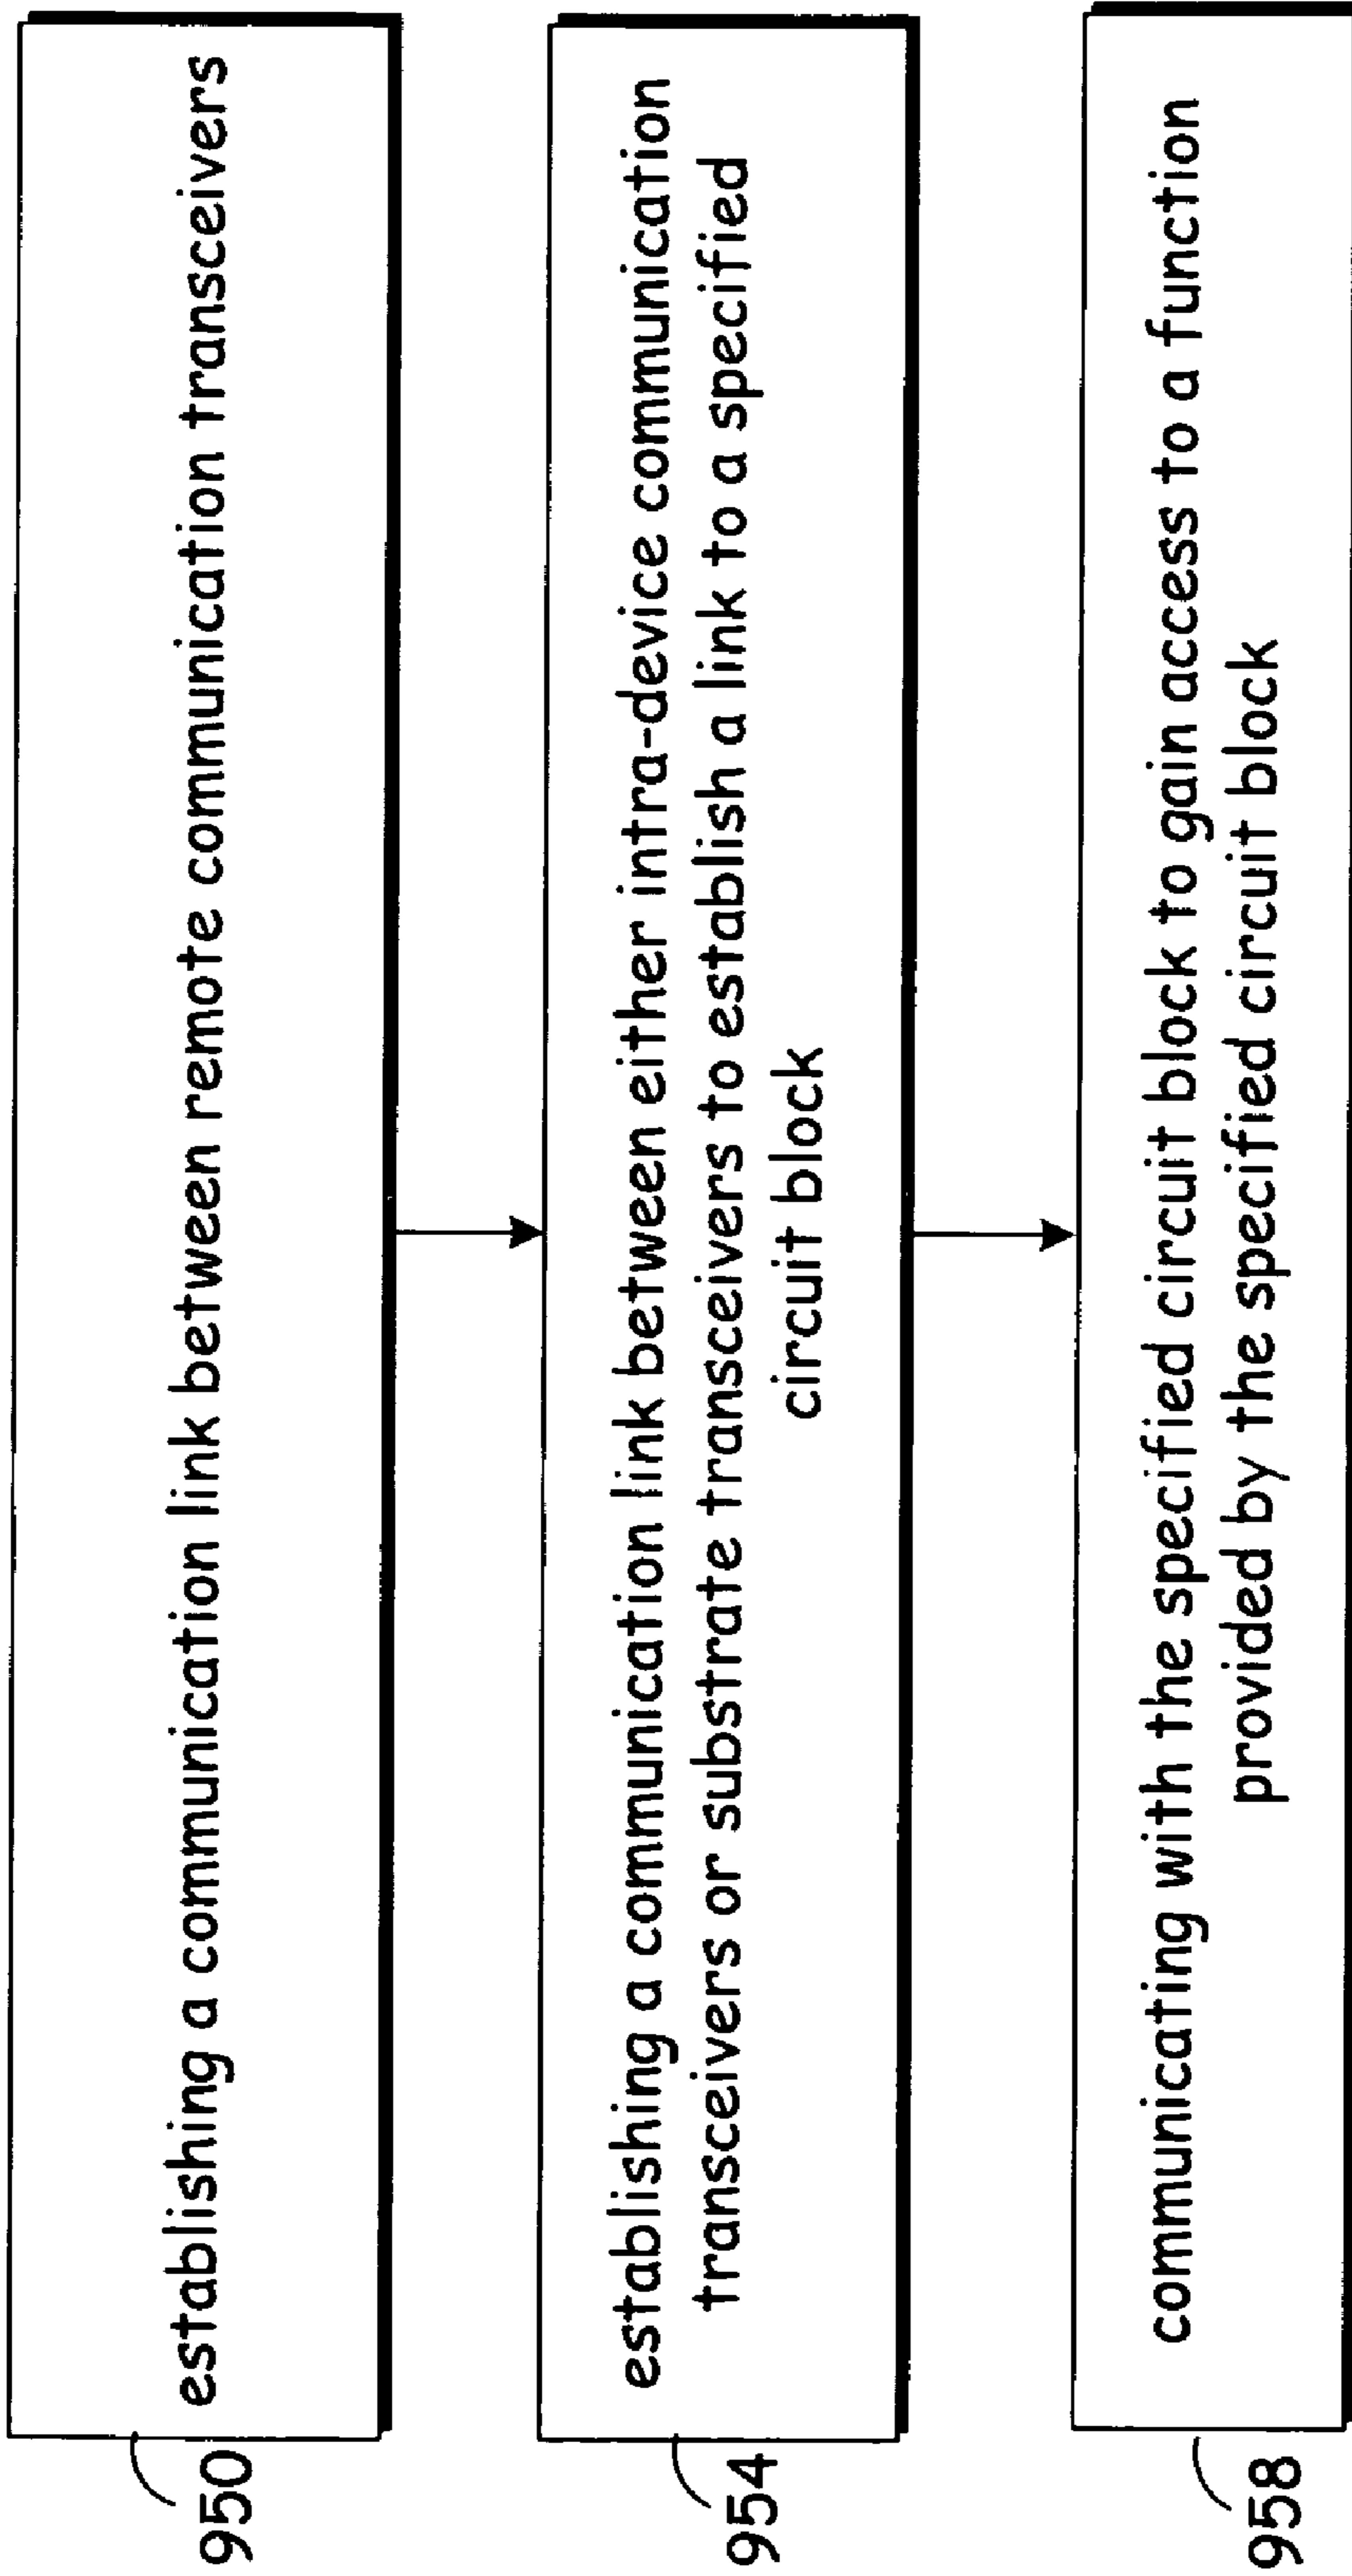 establishing a communication link between remote communication transceivers
950
establishing a communication link between either intra-device communication
transceivers or substrate transceivers to establish a link to a specified
circuit block
954
communicating with the specified circuit block to gain access to a function
provided by the specified circuit block
958